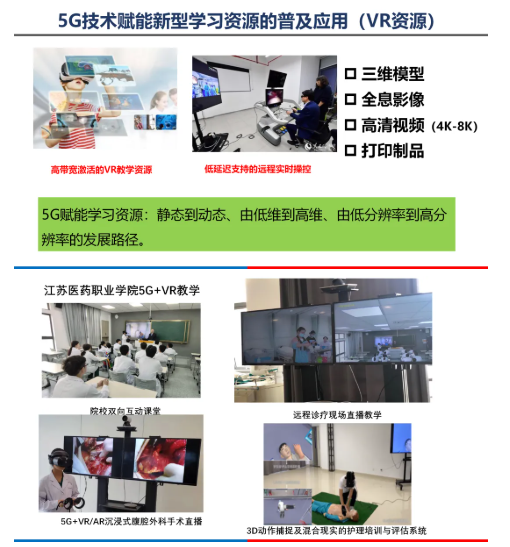 5G技术赋能新型学习资源的普及应用（VR资源）
三维模型
全息影像
高清视频（4K-8K）
打印制品
高带宽激活的VR教学资源
低延迟支持的远程实时操控
5G赋能学习资源：静态到动态、由低维到高维、由低分辨率到高分
辨率的发展路径。
江苏医药职业学院5G+VR教学
院校双向互动课堂
远程诊疗现场直播教学
5G+VR/AR沉浸式腹腔外科手术直播
3D动作捕捉及混合现实的护理培训与评估系统